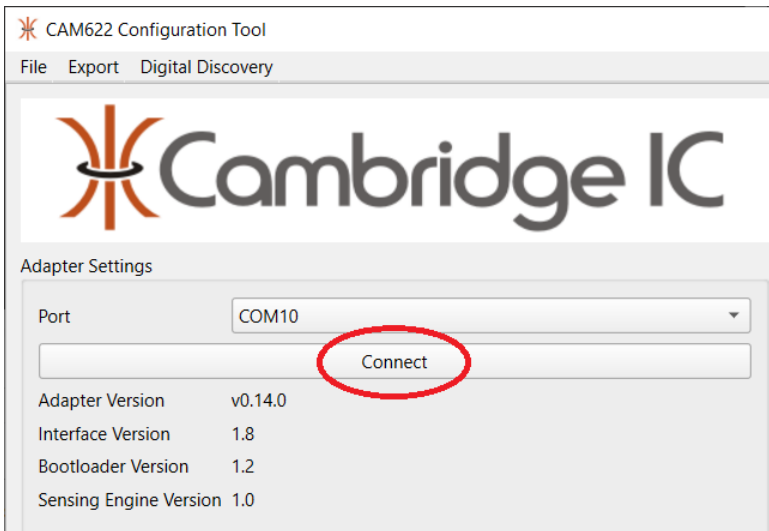 CAM622 Configuration Tool
File Export Digital Discovery
Cambridge IC
Adapter Settings
Port COM10
Connect
Adapter Version v0.14.0
Interface Version 1.8
Bootloader Version 1.2
Sensing Engine Version 1.0